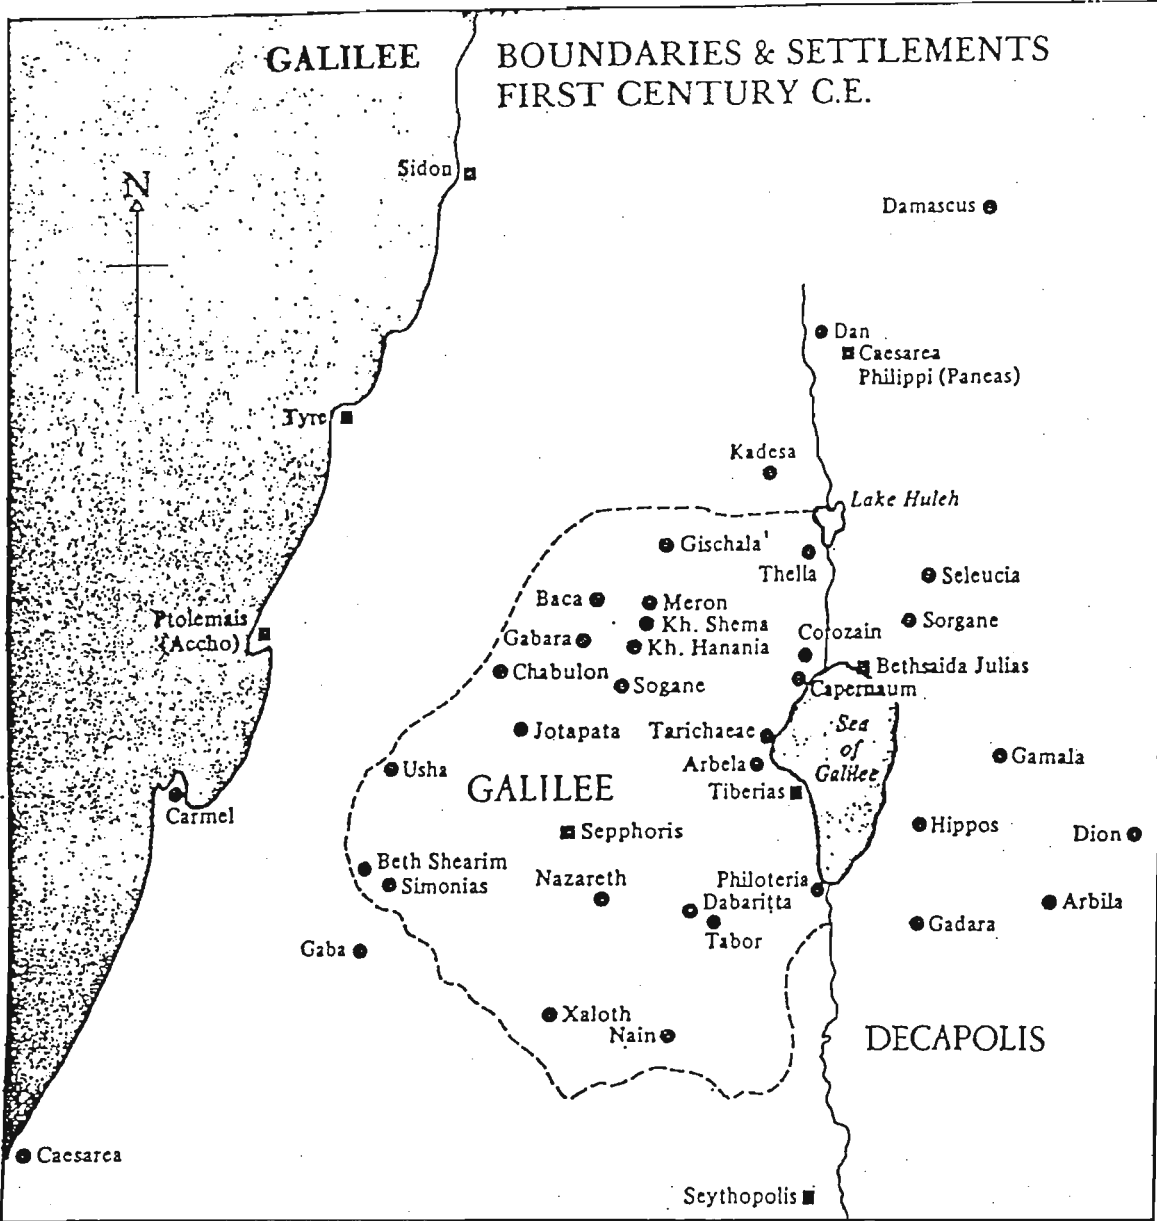 GALILEE
BOUNDARIES & SETTLEMENTS
FIRST CENTURY C.E.
Sidon
N
Damascus
Dan
Caesarea
Philippi (Paneas)
Tyre
Kadesa
Lake Huleh
Gischala
Thella
Seleucia
Baca
Meron
Ptolemais
(Accho)
Kh. Shema
Sorgane
Gabara
Kh. Hanania
Corozain
Chabulon
Bethsaida Julias
Sogane
Capernaum
Jotapata
Tarichaeae
Sea
of
Galilee
Gamala
Usha
Arbela
GALILEE
Tiberias
Carmel
Sepphoris
Hippos
Dion
Beth Shearim
Simonias
Nazareth
Philoteria
Dabaritta
Arbila
Tabor
Gadara
Gaba
Xaloth
Nain
DECAPOLIS
Caesarea
Seythopolis